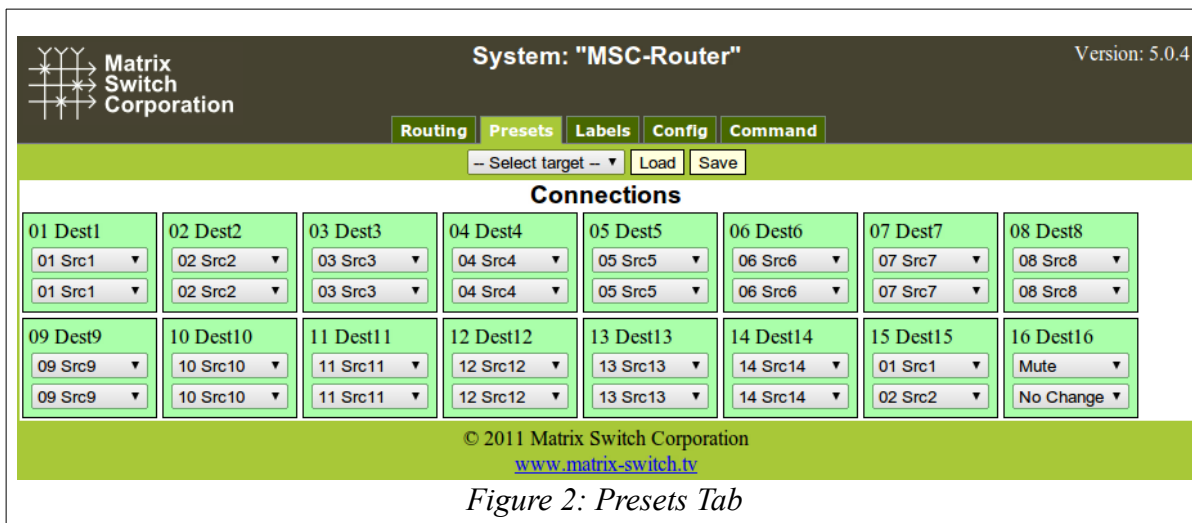 Matrix
Switch
Corporation
System: "MSC-Router"
Version: 5.0.4
Routing Presets Labels Config Command
-- Select target -- Load Save
Connections
01 Dest1 02 Dest2 03 Dest3 04 Dest4 05 Dest5 06 Dest6 07 Dest7 08 Dest8
01 Src1 02 Src2 03 Src3 04 Src4 05 Src5 06 Src6 07 Src7 08 Src8
01 Src1 02 Src2 03 Src3 04 Src4 05 Src5 06 Src6 07 Src7 08 Src8
09 Dest9 10 Dest10 11 Dest11 12 Dest12 13 Dest13 14 Dest14 15 Dest15 16 Dest16
09 Src9 10 Src10 11 Src11 12 Src12 13 Src13 14 Src14 01 Src1 Mute
09 Src9 10 Src10 11 Src11 12 Src12 13 Src13 14 Src14 02 Src2 No Change
© 2011 Matrix Switch Corporation
www.matrix-switch.tv
Figure 2: Presets Tab